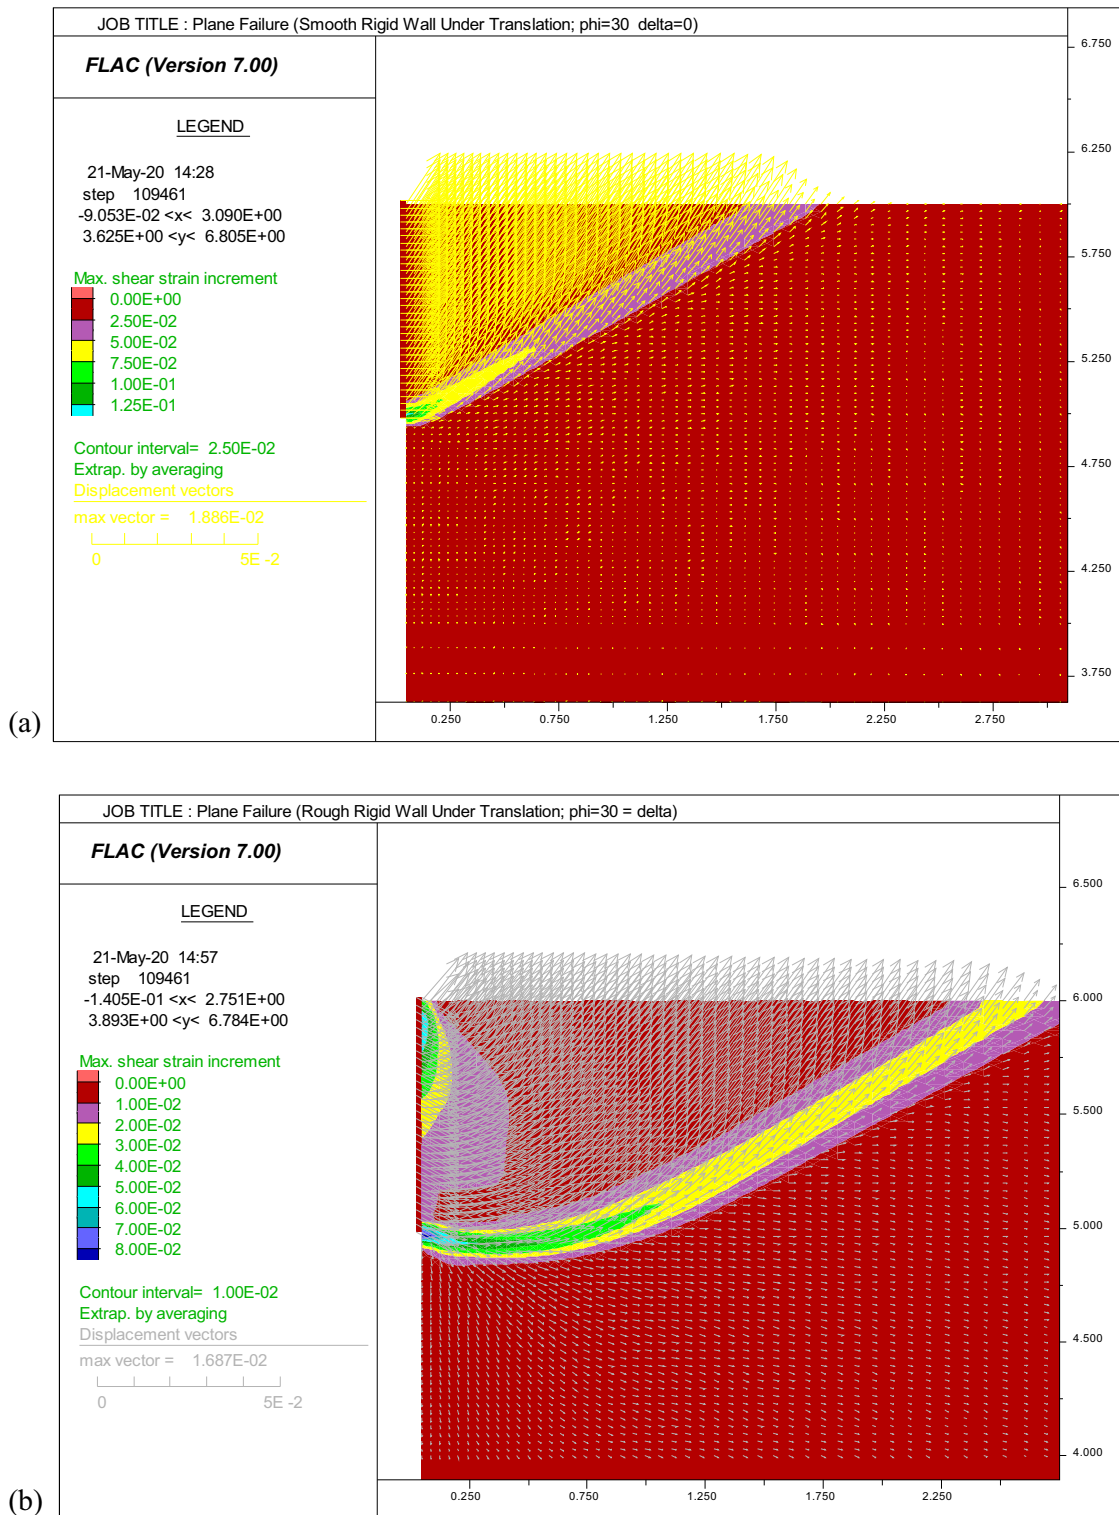 JOB TITLE : Plane Failure (Smooth Rigid Wall Under Translation; phi=30 delta=0)
FLAC (Version 7.00)
LEGEND
21-May-20 14:28
step 109461
-9.053E-02 <x< 3.090E+00
3.625E+00 <y< 6.805E+00
Max. shear strain increment
0.00E+00
2.50E-02
5.00E-02
7.50E-02
1.00E-01
1.25E-01
Contour interval= 2.50E-02
Extrap. by averaging
Displacement vectors
max vector = 1.886E-02
0 5E -2
6.750
6.250
5.750
5.250
4.750
4.250
3.750
0.250 0.750 1.250 1.750 2.250 2.750
(a)
JOB TITLE : Plane Failure (Rough Rigid Wall Under Translation; phi=30 = delta)
FLAC (Version 7.00)
LEGEND
21-May-20 14:57
step 109461
-1.405E-01 <x< 2.751E+00
3.893E+00 <y< 6.784E+00
Max. shear strain increment
0.00E+00
1.00E-02
2.00E-02
3.00E-02
4.00E-02
5.00E-02
6.00E-02
7.00E-02
8.00E-02
Contour interval= 1.00E-02
Extrap. by averaging
Displacement vectors
max vector = 1.687E-02
0 5E -2
6.500
6.000
5.500
5.000
4.500
4.000
0.250 0.750 1.250 1.750 2.250
(b)